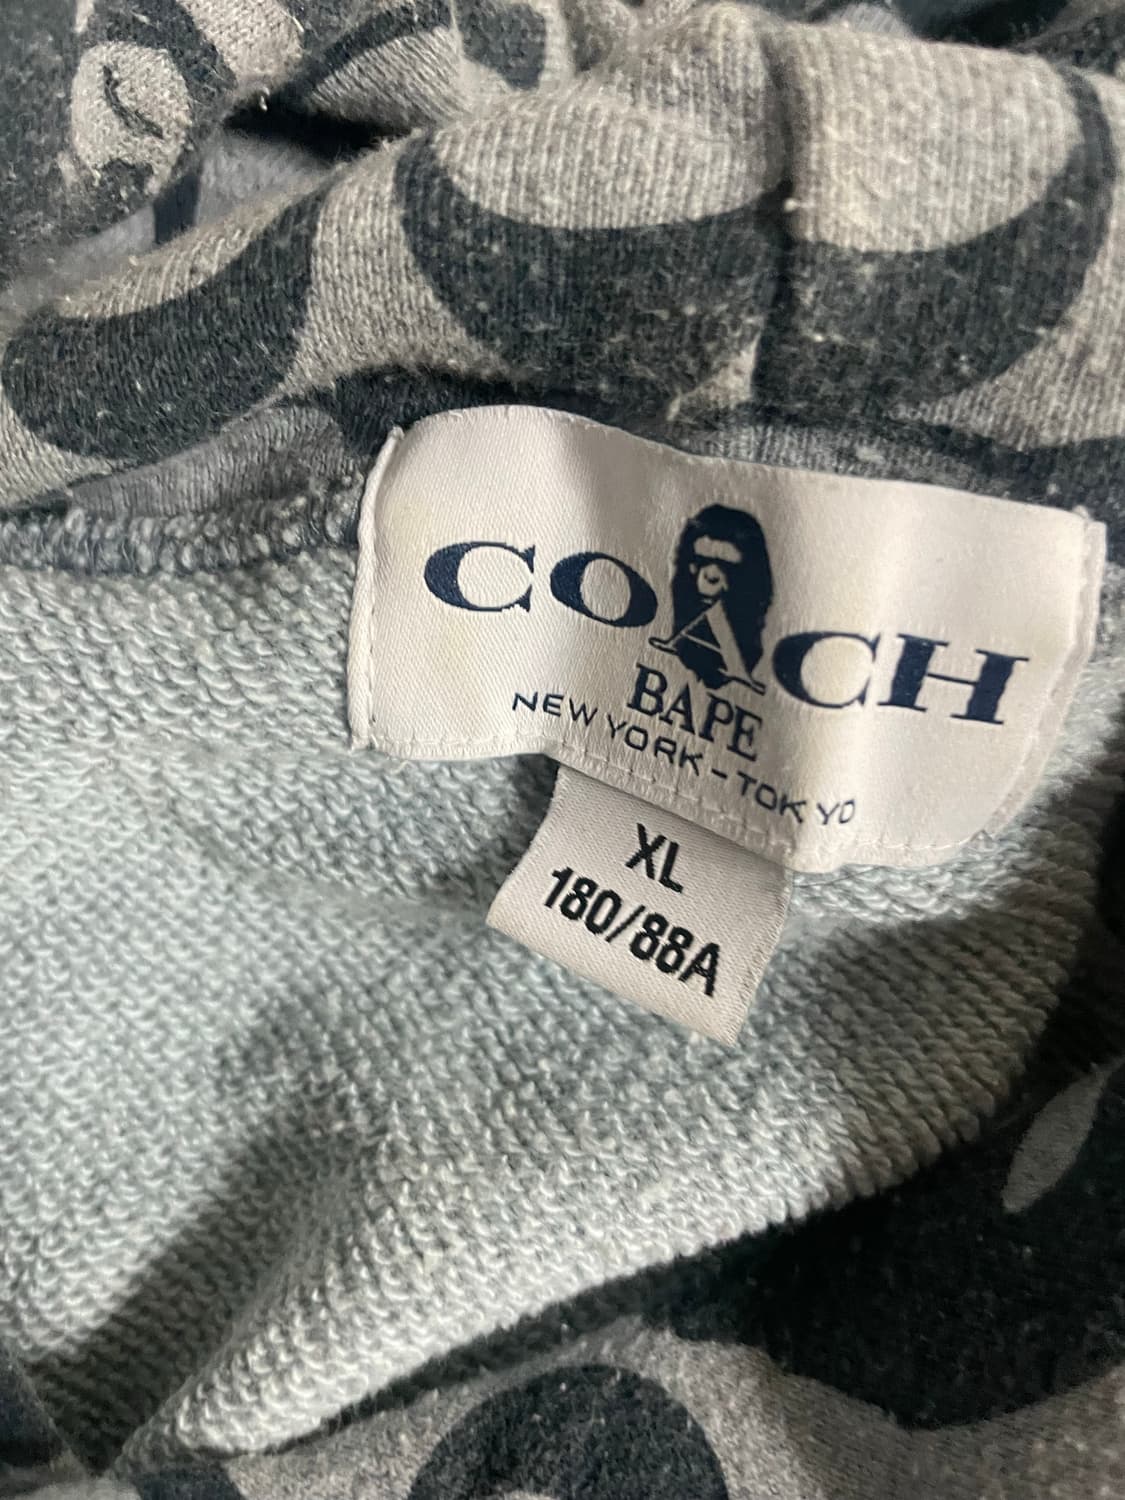 COACH
BAPE
NEW YORK - TOKYO
XL
180/88A